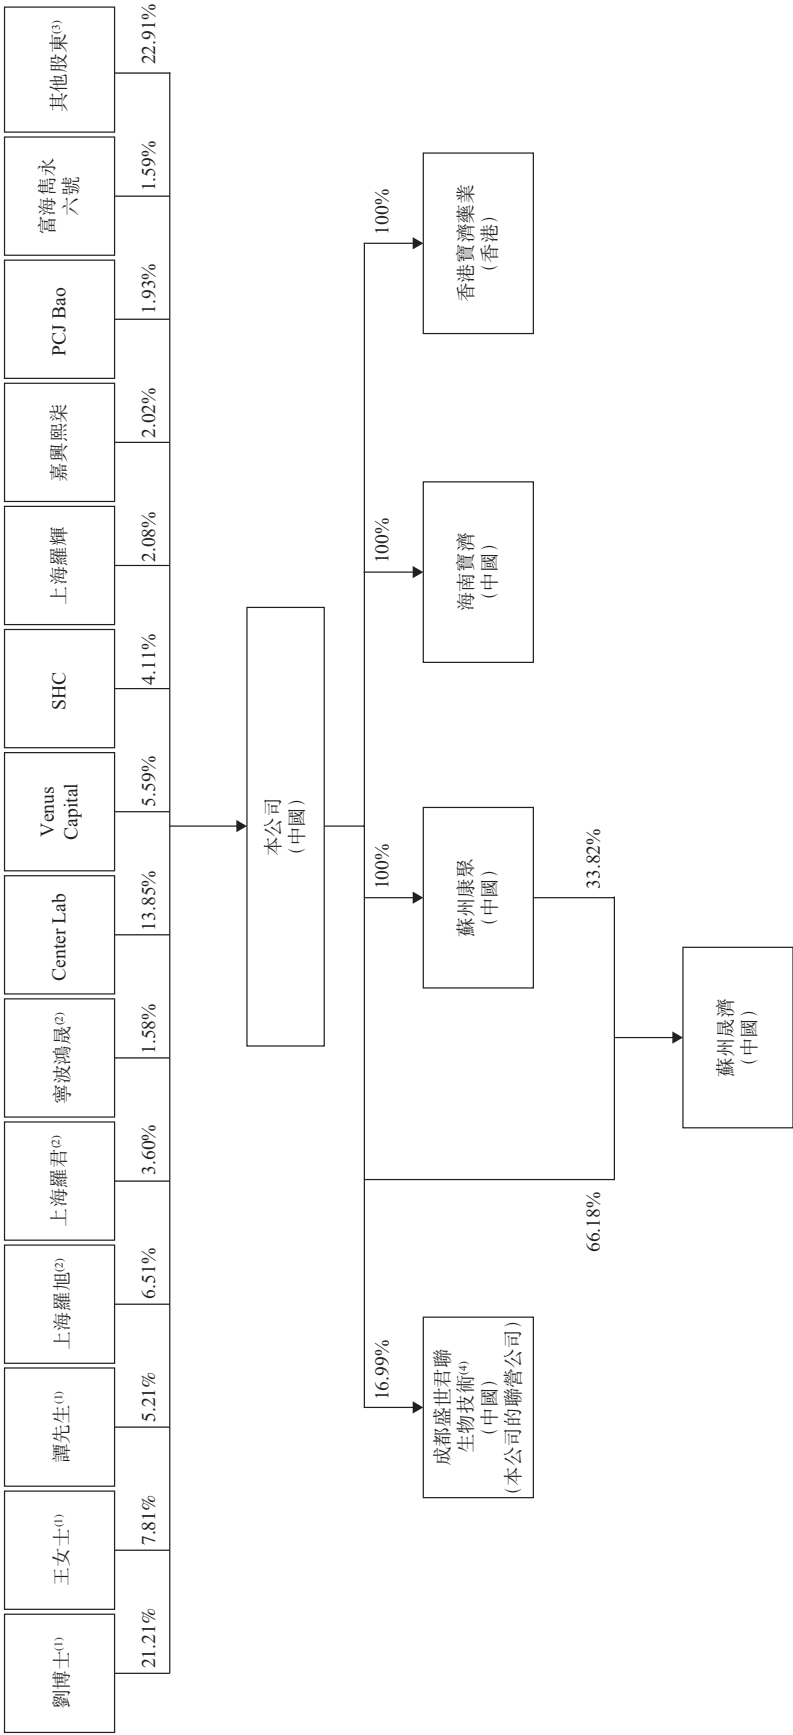 劉博士(1)
王女士(1)
譚先生(1)
上海羅旭(2)
上海羅君(2)
寧波鴻晟(2)
Center Lab
Venus
Capital
SHC
上海羅輝
嘉興熙柒
PCJ Bao
富海雋永
六號
其他股東(3)
21.21%
7.81%
5.21%
6.51%
3.60%
1.58%
13.85%
5.59%
4.11%
2.08%
2.02%
1.93%
1.59%
22.91%
本公司
(中國)
16.99%
100%
100%
100%
成都盛世君聯
生物技術(4)
(中國)
(本公司的聯營公司)
蘇州康聚
(中國)
海南寶濟
(中國)
香港寶濟藥業
(香港)
66.18%
33.82%
蘇州晟濟
(中國)